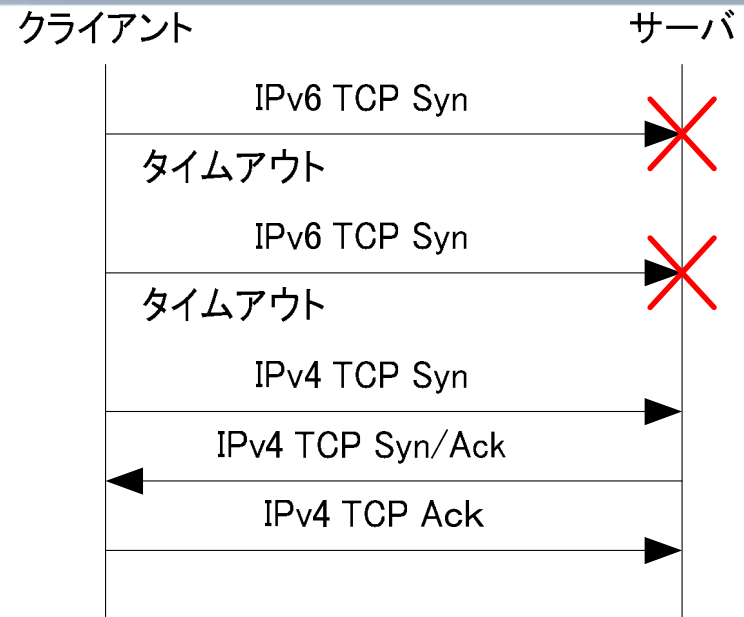 クライアント
サーバ
IPv6 TCP Syn
タイムアウト
IPv6 TCP Syn
タイムアウト
IPv4 TCP Syn
IPv4 TCP Syn/Ack
IPv4 TCP Ack